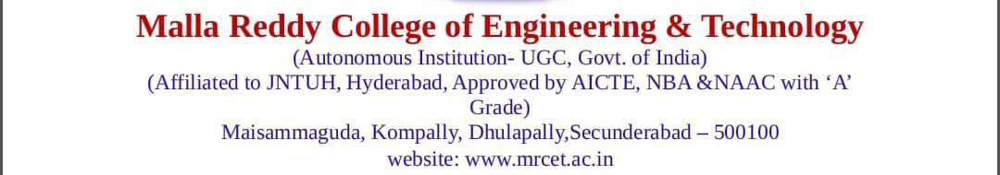 Malla Reddy College of Engineering & Technology
(Autonomous Institution- UGC, Govt. of India)
(Affiliated to JNTUH, Hyderabad, Approved by AICTE, NBA &NAAC with ‘A’
Grade)
Maisammaguda, Kompally, Dhulapally,Secunderabad – 500100
website: www.mrcet.ac.in